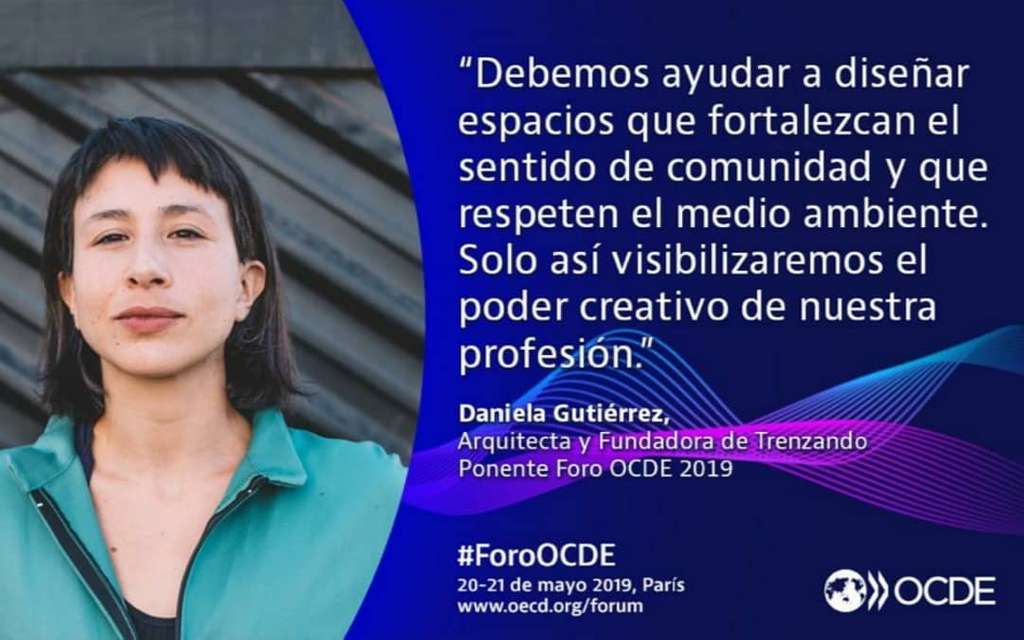 “Debemos ayudar a diseñar
espacios que fortalezcan el
sentido de comunidad y que
respeten el medio ambiente.
Solo así visibilizaremos el
poder creativo de nuestra
profesión.”
Daniela Gutiérrez,
Arquitecta y Fundadora de Trenzando
Ponente Foro OCDE 2019
#ForoOCDE
20-21 de mayo 2019, París
www.oecd.org/forum
OCDE